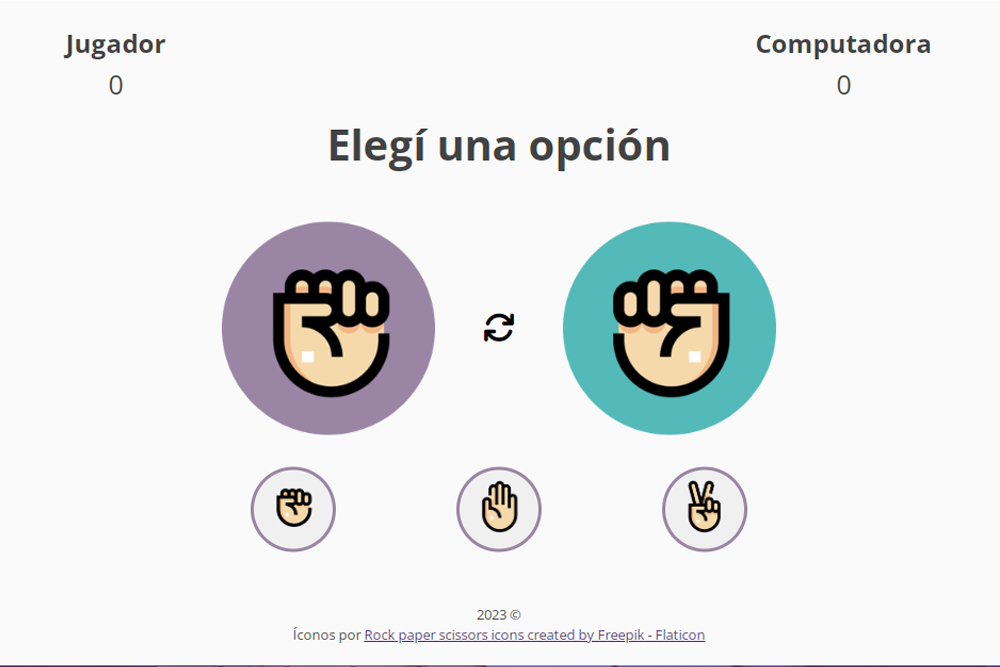 Jugador
Computadora
0
0
Elegí una opción
2023 ©
Íconos por Rock paper scissors icons created by Freepik - Flaticon